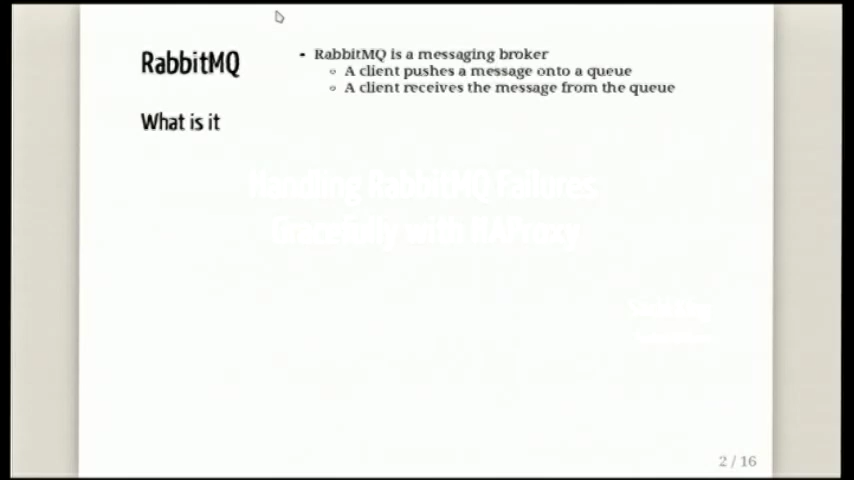 RabbitMQ
What is it
• RabbitMQ is a messaging broker
◦ A client pushes a message onto a queue
◦ A client receives the message from the queue
Handling RabbitMQ Failures
Gracefully with HAProxy
2 / 16